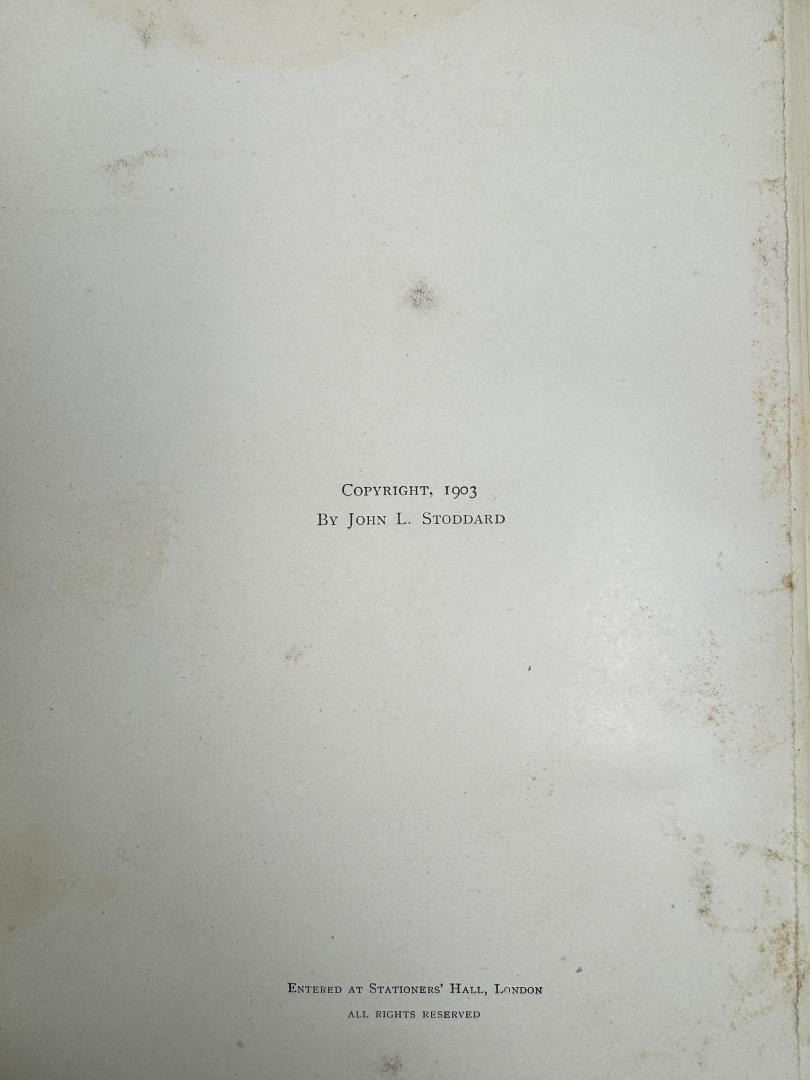 Copyright, 1903
By John L. Stoddard
Entered at Stationers' Hall, London
ALL RIGHTS RESERVED